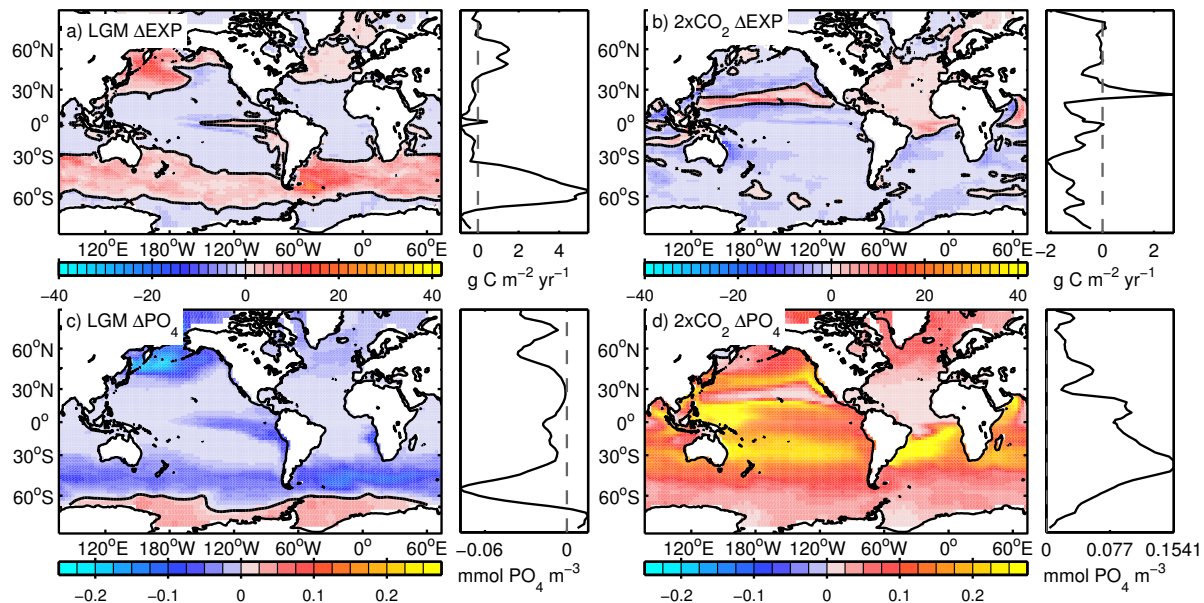 a) LGM ΔEXP
60°N
30°N
0°
30°S
60°S
120°E 180°W 120°W 60°W 0° 60°E
−40 −20 0 20 40
0 2 4
g C m⁻² yr⁻¹
b) 2xCO₂ ΔEXP
60°N
30°N
0°
30°S
60°S
120°E 180°W 120°W 60°W 0° 60°E
−40 −20 0 20 40
−2 0 2
g C m⁻² yr⁻¹
c) LGM ΔPO₄
60°N
30°N
0°
30°S
60°S
120°E 180°W 120°W 60°W 0° 60°E
−0.2 −0.1 0 0.1 0.2
−0.06 0
mmol PO₄ m⁻³
d) 2xCO₂ ΔPO₄
60°N
30°N
0°
30°S
60°S
120°E 180°W 120°W 60°W 0° 60°E
−0.2 −0.1 0 0.1 0.2
0 0.077 0.1541
mmol PO₄ m⁻³